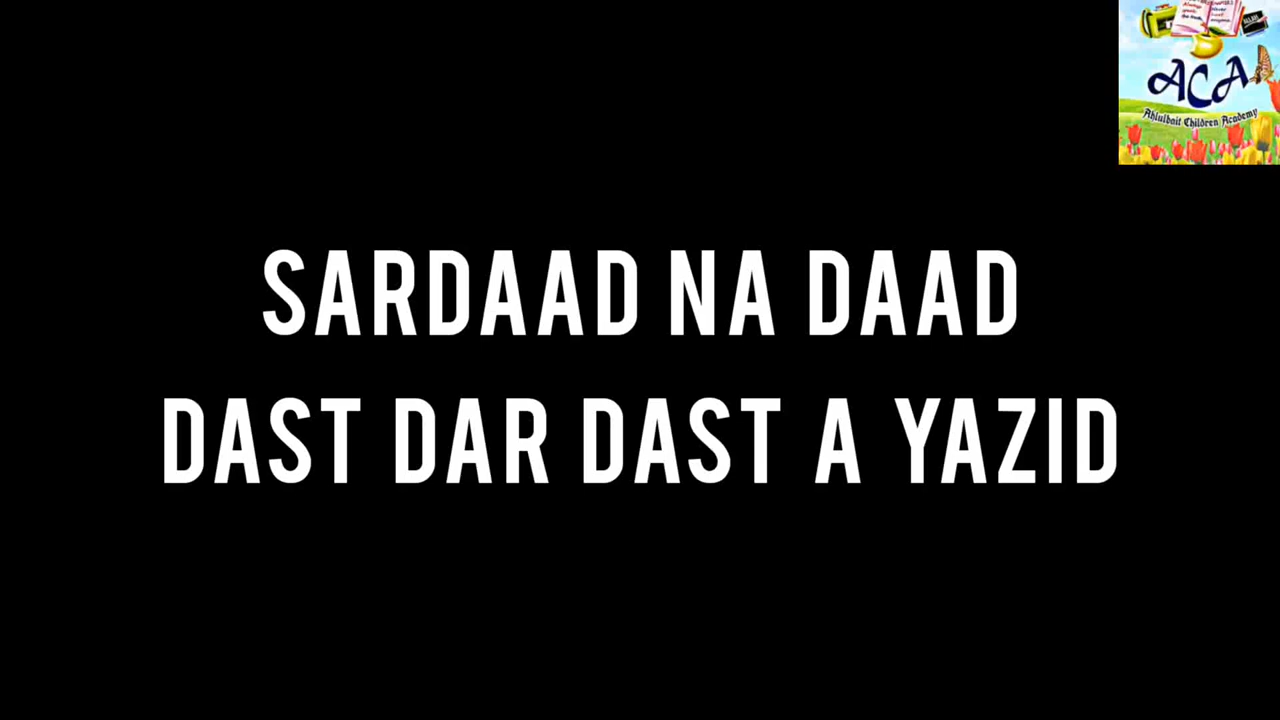 ACA
Ahlulbait Children Academy
SARDAAD NA DAAD
DAST DAR DAST A YAZID